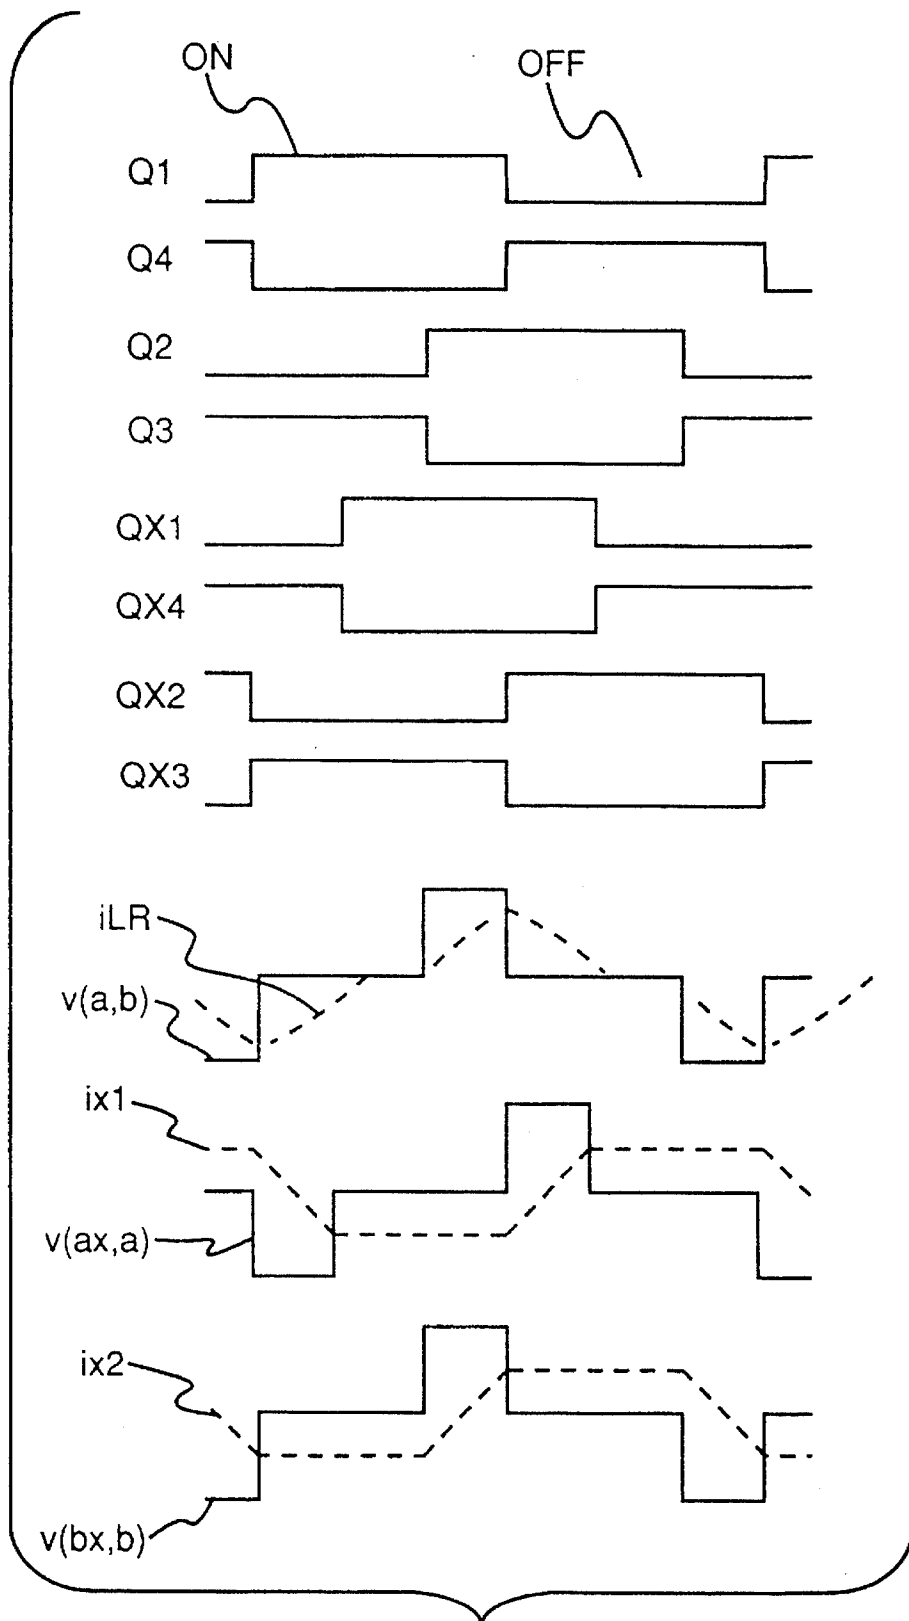 ON
OFF
Q1
Q4
Q2
Q3
QX1
QX4
QX2
QX3
iLR
v(a,b)
ix1
v(ax,a)
ix2
v(bx,b)